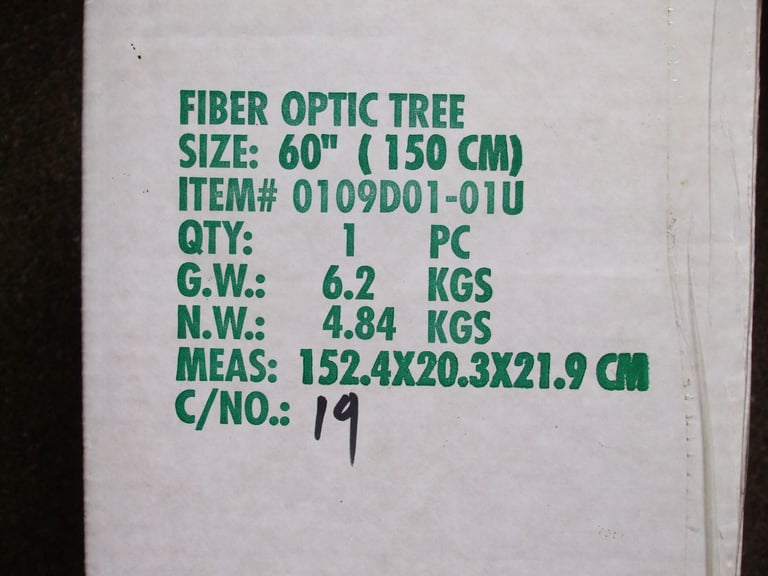 FIBER OPTIC TREE
SIZE: 60" (150 CM)
ITEM# 0109D01-01U
QTY: 1 PC
G.W.: 6.2 KGS
N.W.: 4.84 KGS
MEAS: 152.4X20.3X21.9 CM
C/NO.: 19